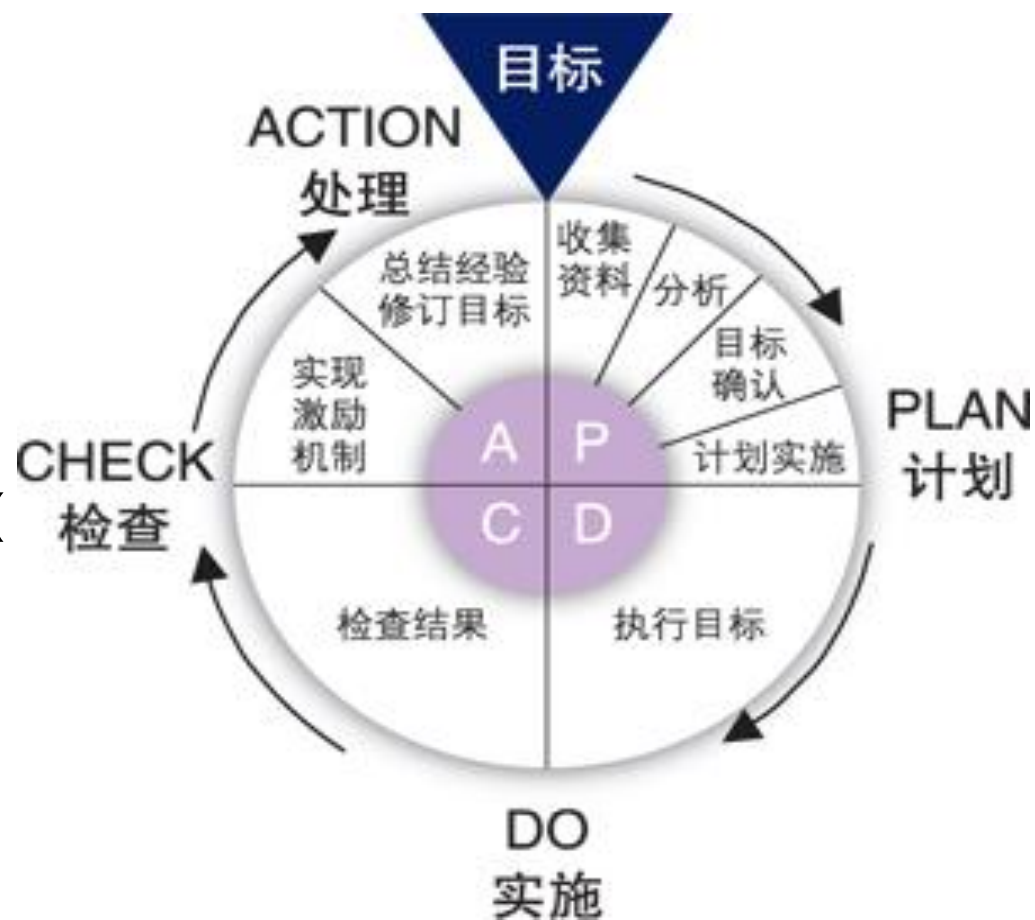 目标
ACTION
处理
收集
资料
分析
目标
确认
计划实施
PLAN
计划
总结经验
修订目标
实现
激励
机制
A
P
C
D
CHECK
检查
检查结果
执行目标
DO
实施